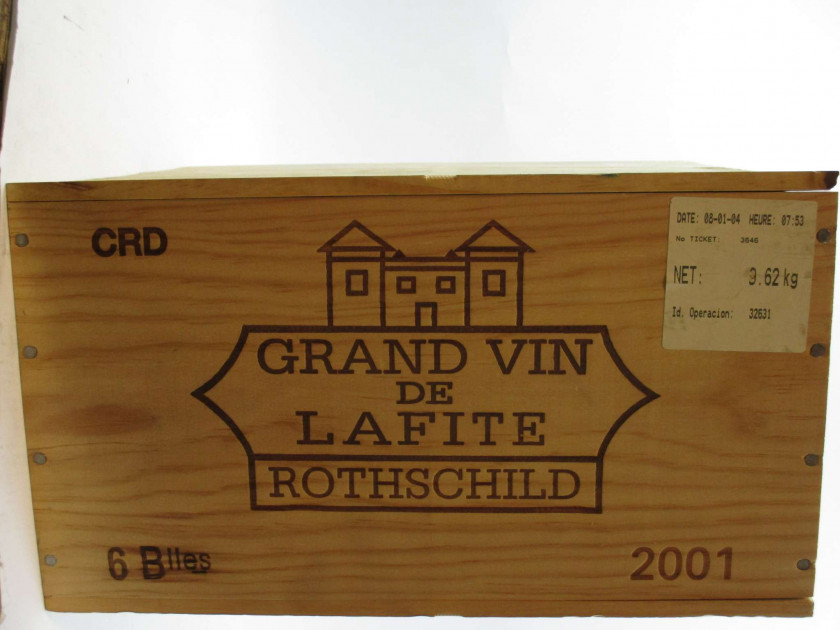 CRD
DATE: 08-01-04 HEURE: 07:53
No TICKET: 3646
NET: 9.62 kg
Id. Operacion: 32631
GRAND VIN
DE
LAFITE
ROTHSCHILD
6 Blles
2001